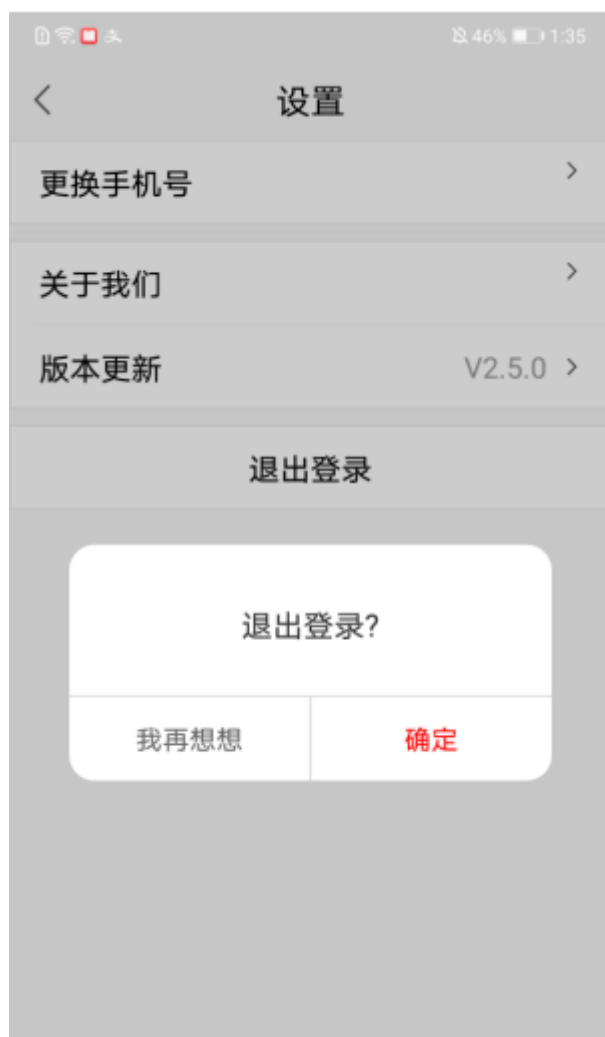 46% 1:35
设置
更换手机号
关于我们
版本更新 V2.5.0
退出登录
退出登录?
我再想想 确定